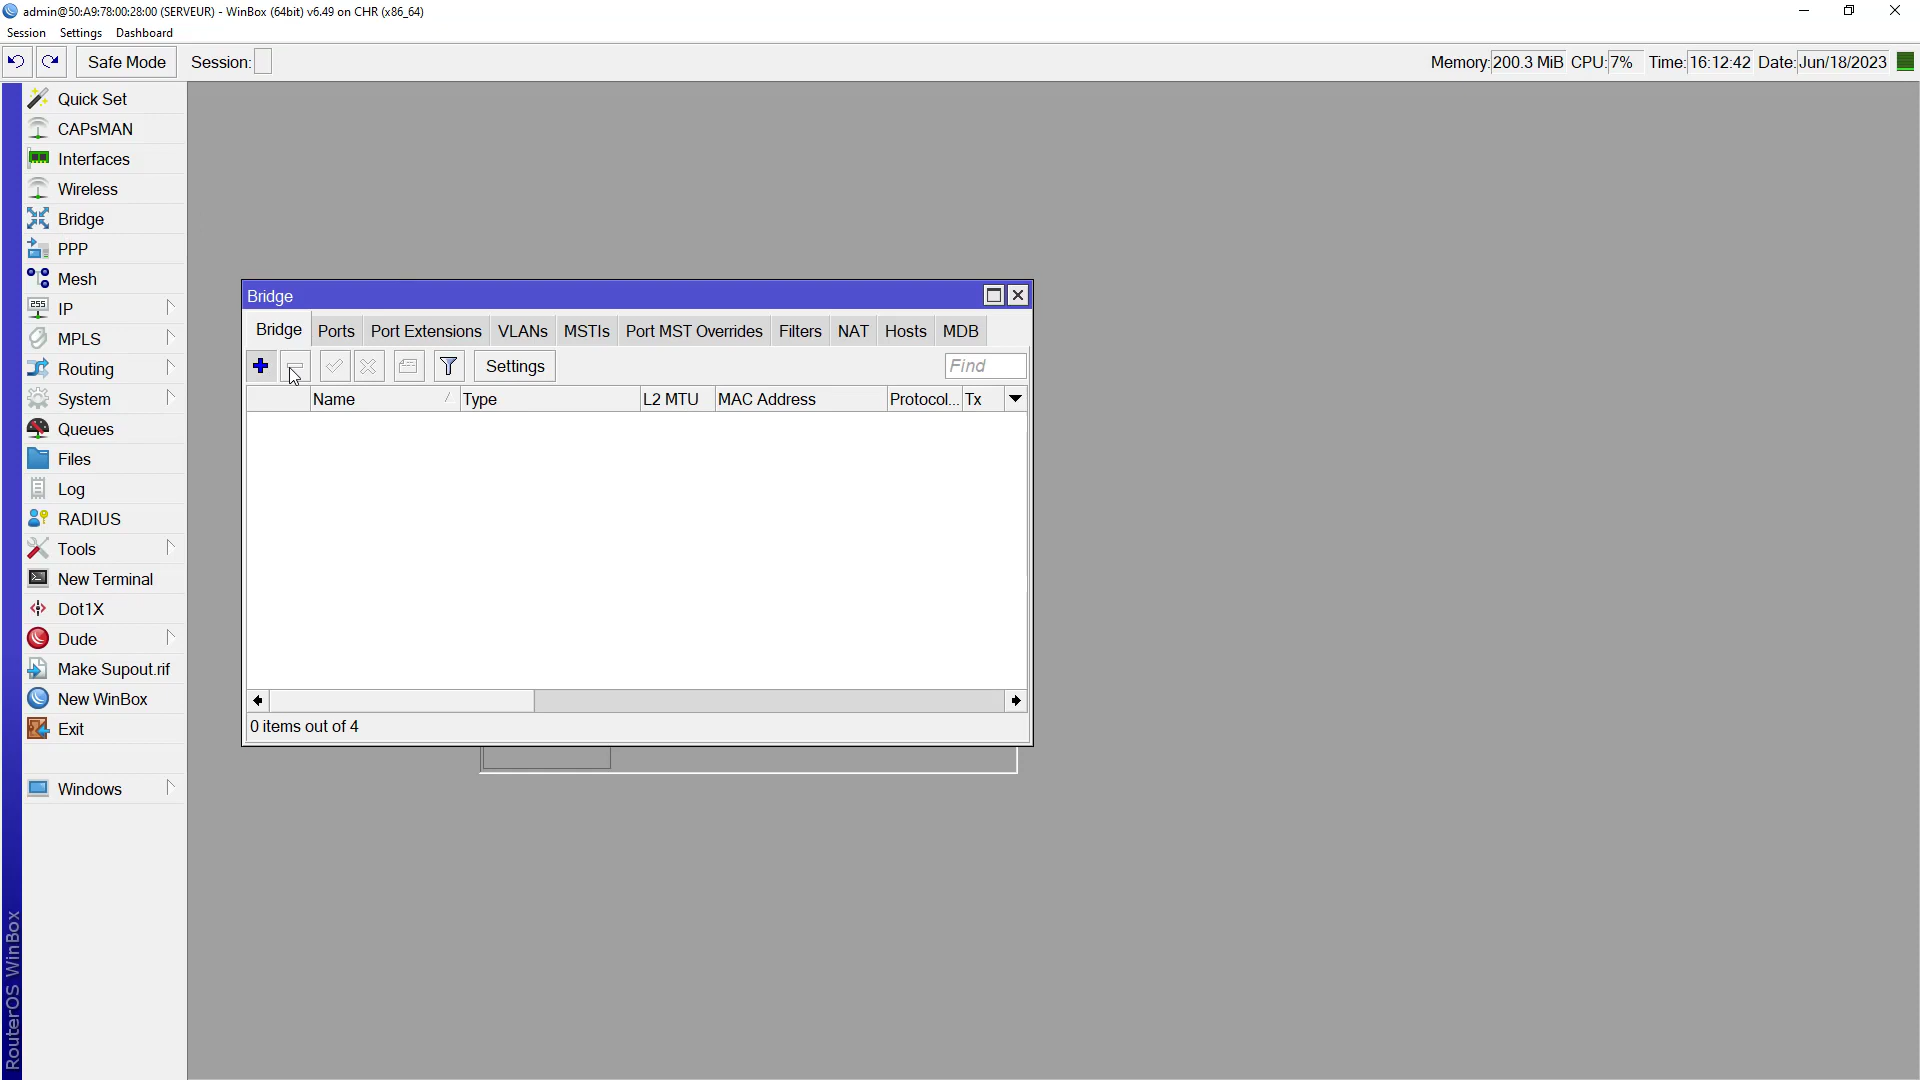 admin@50:A9:78:00:28:00 (SERVEUR) - WinBox (64bit) v6.49 on CHR (x86_64)
Session Settings Dashboard
Safe Mode Session: Memory: 200.3 MiB CPU: 7% Time: 16:12:42 Date: Jun/18/2023
Quick Set
CAPsMAN
Interfaces
Wireless
Bridge
PPP
Mesh
255 IP
MPLS
Routing
System
Queues
Files
Log
RADIUS
Tools
New Terminal
Dot1X
Dude
Make Supout.rif
New WinBox
Exit
Windows
RouterOS WinBox
Bridge
Bridge Ports Port Extensions VLANs MSTIs Port MST Overrides Filters NAT Hosts MDB
Settings Find
Name Type L2 MTU MAC Address Protocol... Tx
0 items out of 4